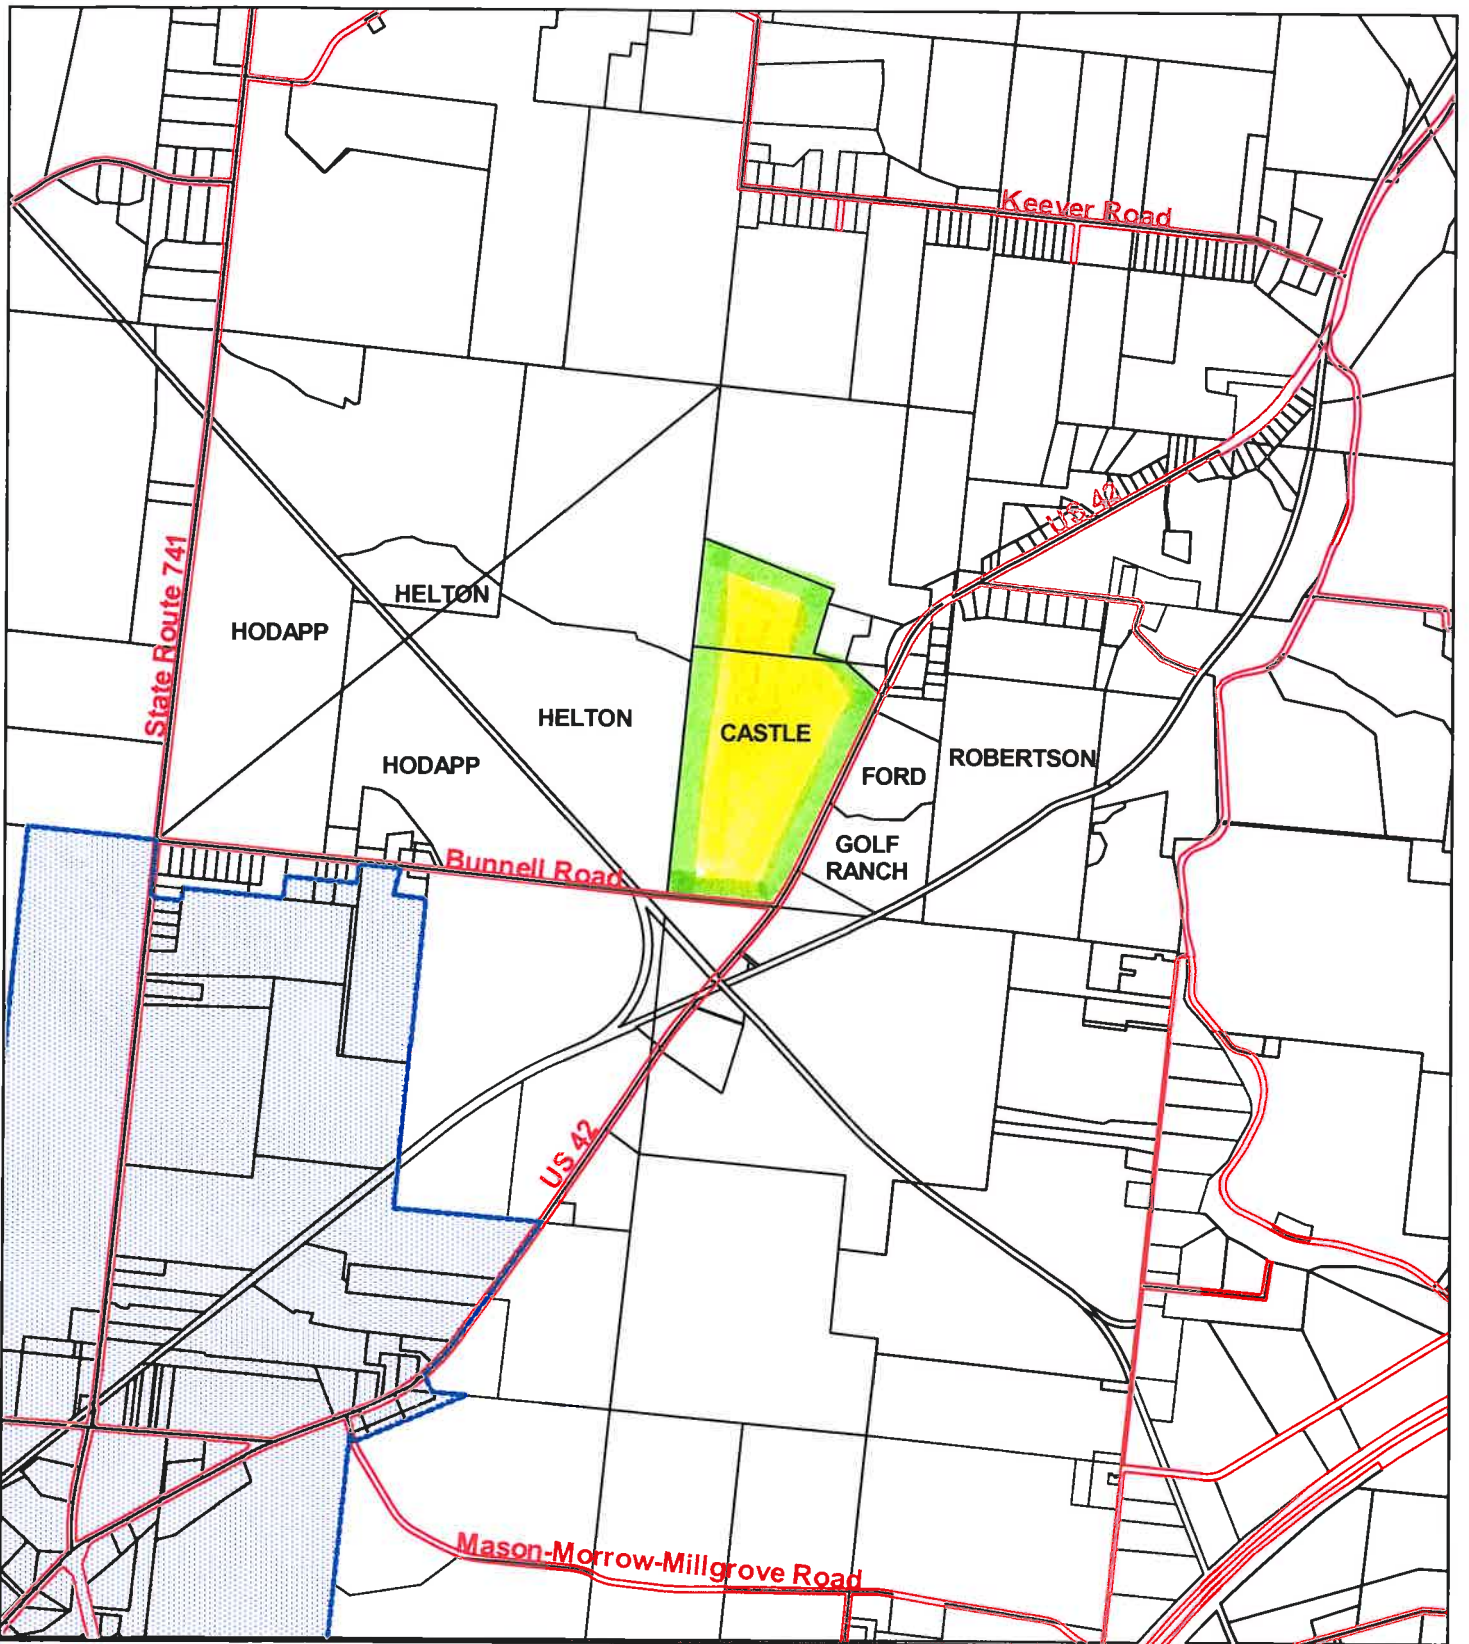 Keever Road
US 42
State Route 741
HELTON
HODAPP
HELTON
CASTLE
HODAPP
FORD
ROBERTSON
GOLF
RANCH
Bunnell Road
US 42
Mason-Morrow-Millgrove Road